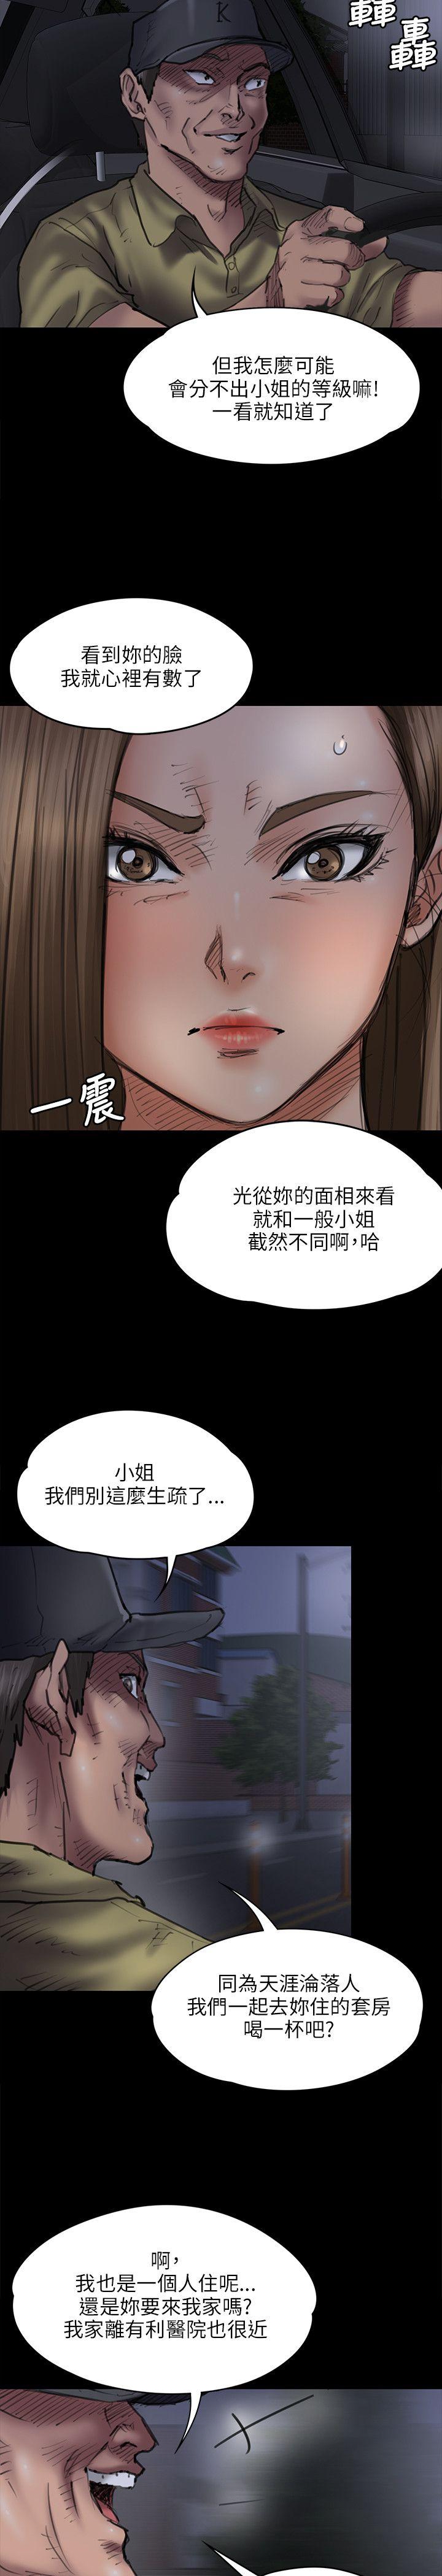 K
轟
轟
但我怎麼可能
會分不出小姐的等級嘛!
一看就知道了
看到妳的臉
我就心裡有數了
一震
光從妳的面相來看
就和一般小姐
截然不同啊,哈
小姐
我們別這麼生疏了...
同為天涯淪落人
我們一起去妳住的套房
喝一杯吧?
啊,
我也是一個人住呢...
還是妳要來我家嗎?
我家離有利醫院也很近